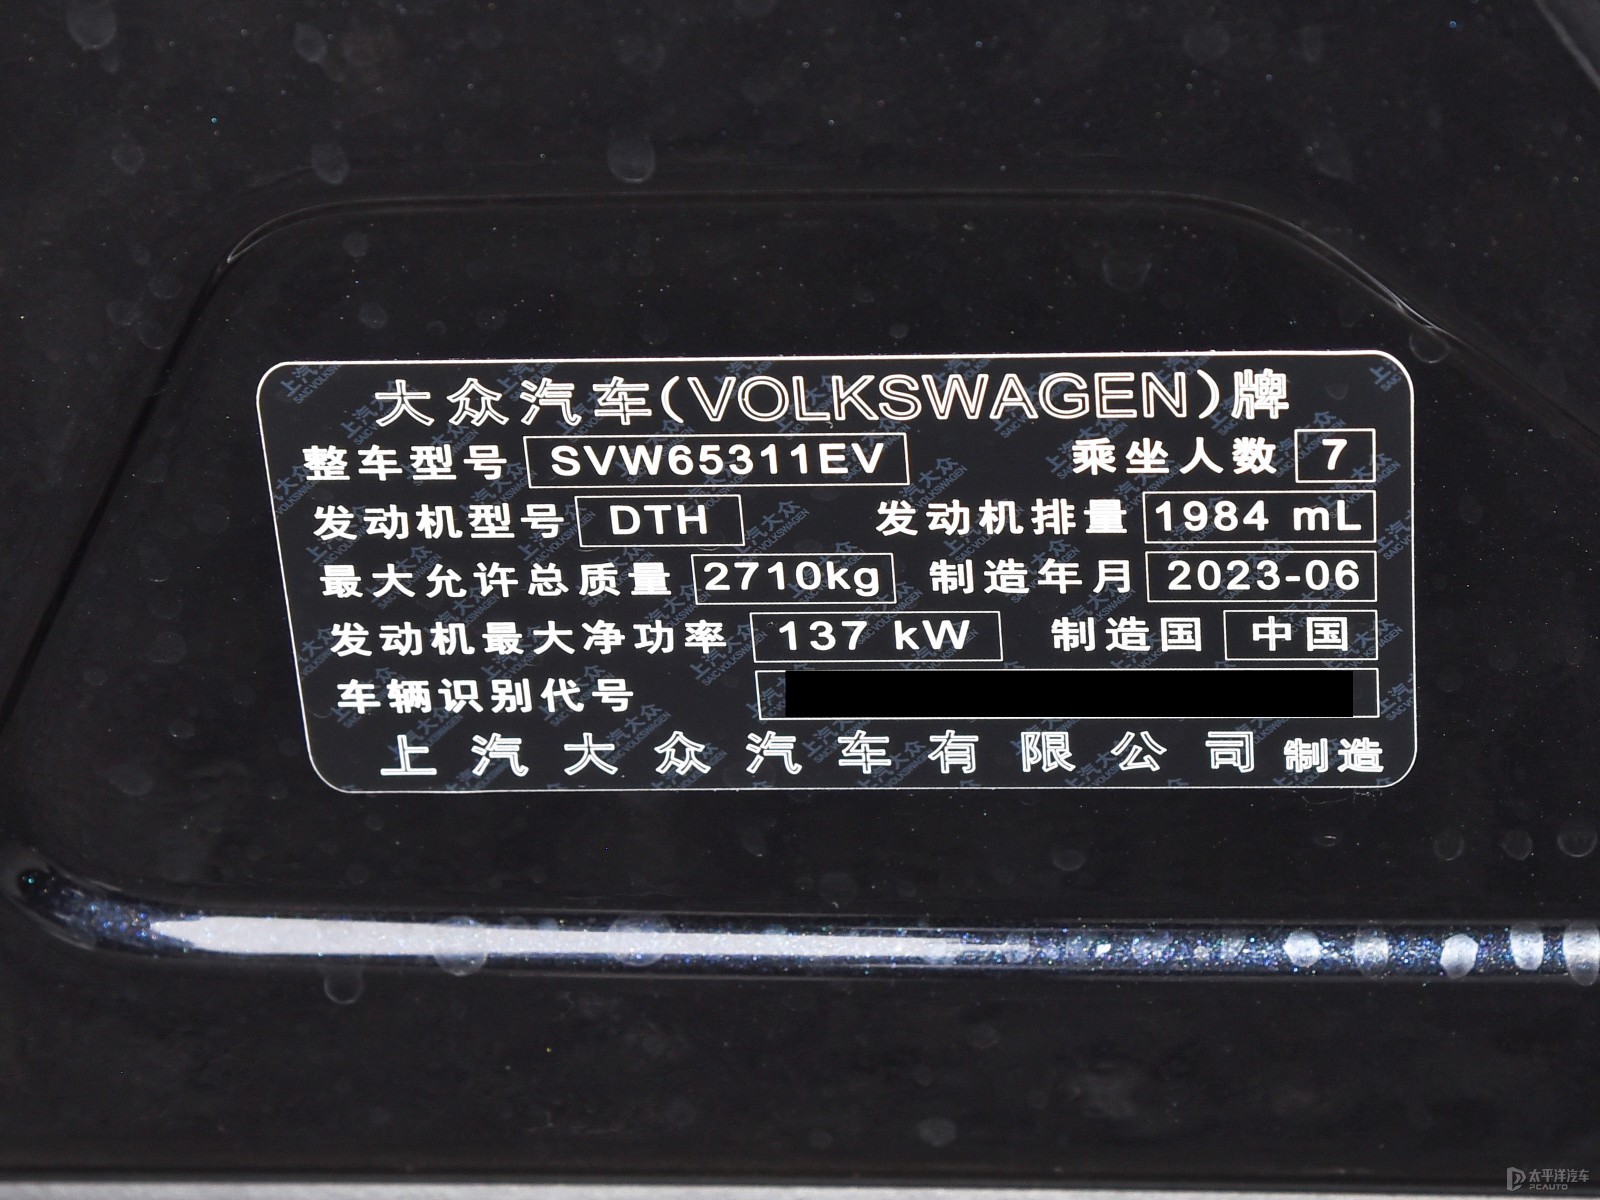 大众汽车(VOLKSWAGEN)牌
整车型号 SVW65311EV 乘坐人数 7
发动机型号 DTH 发动机排量 1984 mL
最大允许总质量 2710kg 制造年月 2023-06
发动机最大净功率 137 kW 制造国 中国
车辆识别代号
上汽大众汽车有限公司 制造
太平洋汽车
PCAUTO